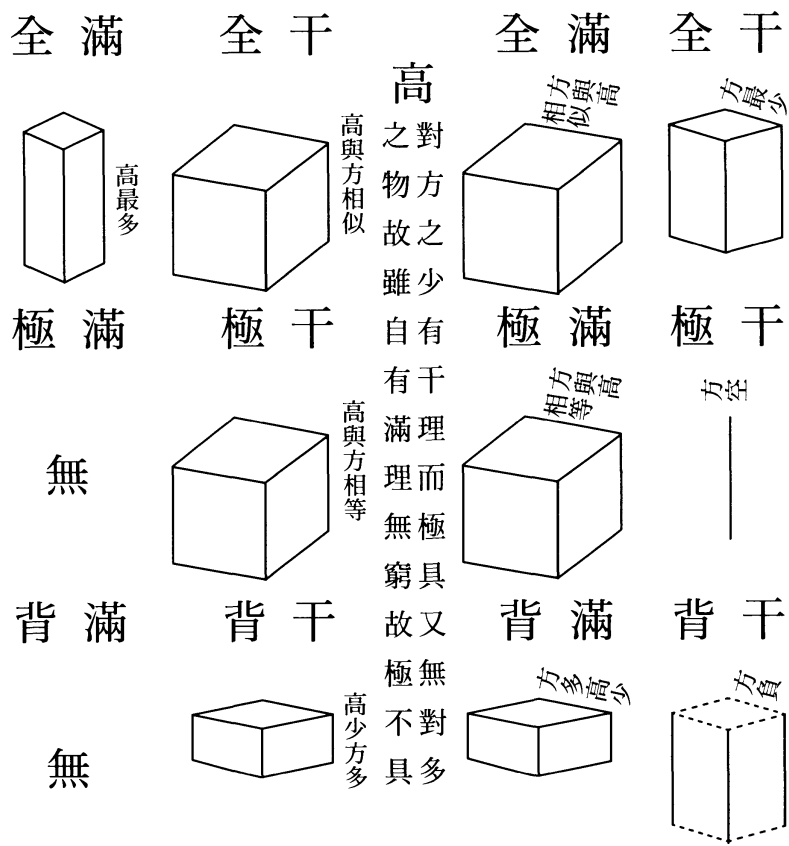 全滿
全干
全滿
全干
高
對方之少有干理而極具又無對多
之物故雖自有滿理無窮故極不具
高最多
高與方相似
方與高
相似
方最少
極滿
極干
極滿
極干
無
高與方相等
方與高
相等
方空
背滿
背干
背滿
背干
無
高少方多
方多高少
方負